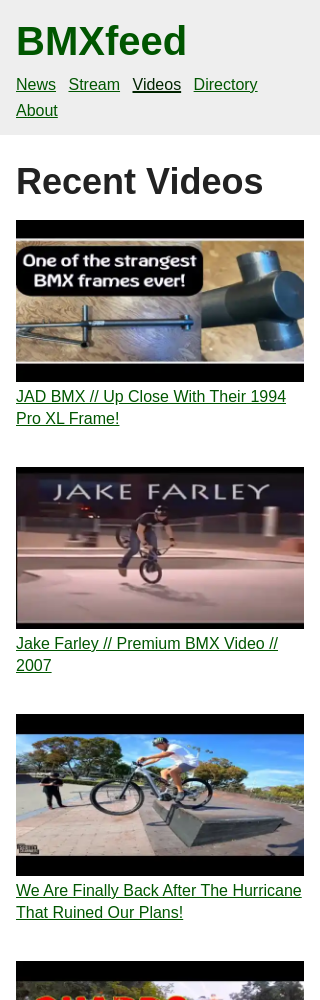 BMXfeed
News Stream Videos Directory
About
Recent Videos
One of the strangest
BMX frames ever!
JAD BMX // Up Close With Their 1994
Pro XL Frame!
JAKE FARLEY
Jake Farley // Premium BMX Video //
2007
We Are Finally Back After The Hurricane
That Ruined Our Plans!